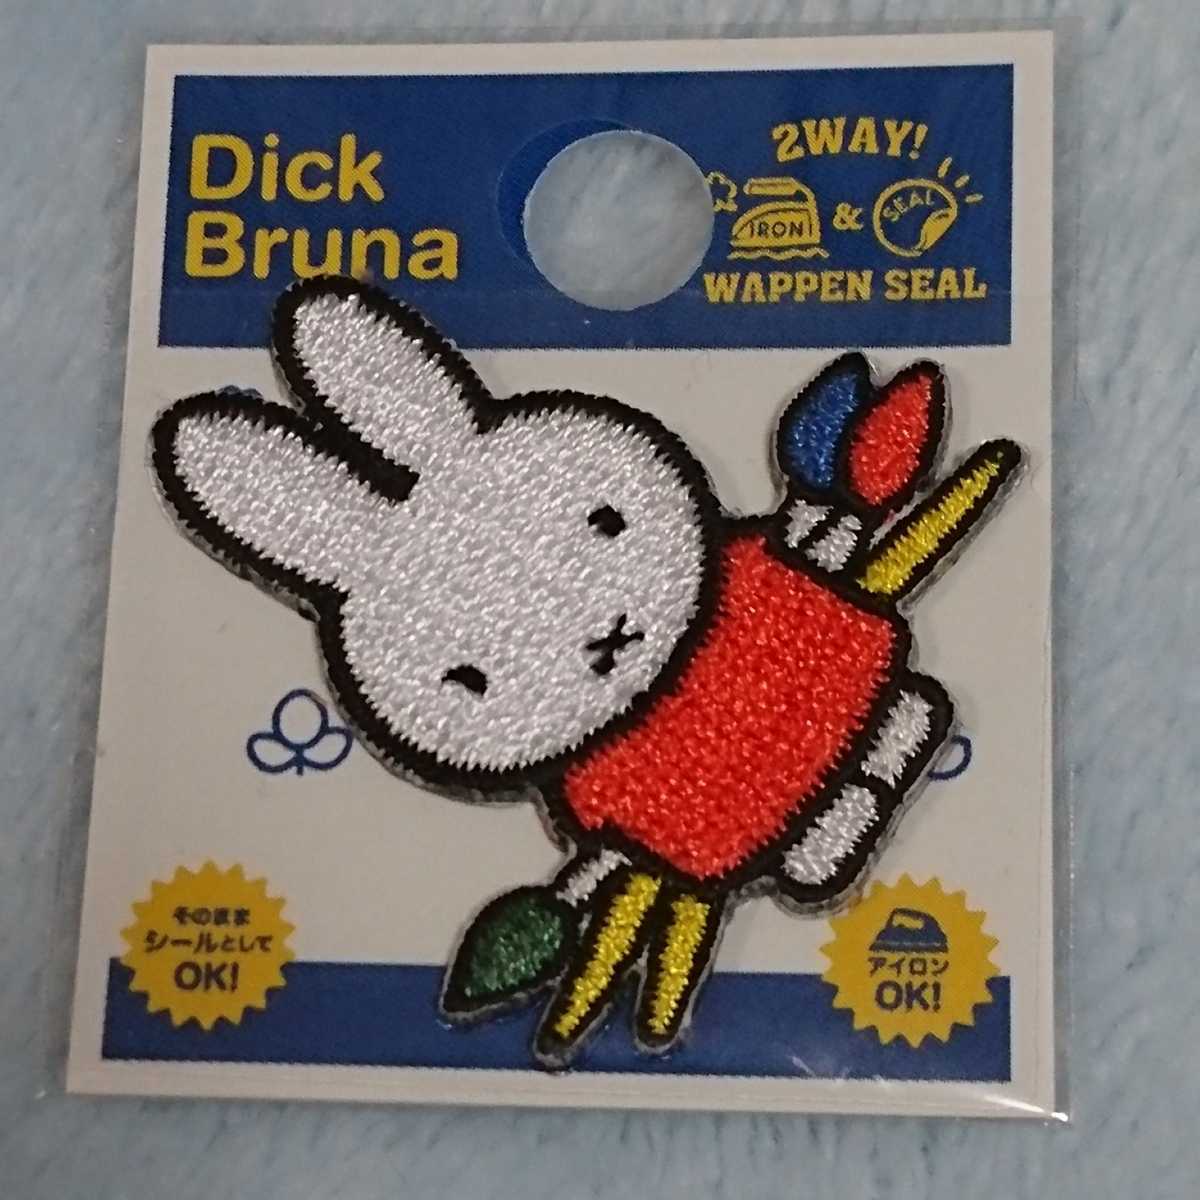 Dick
Bruna
2WAY!
IRON
&
SEAL
WAPPEN SEAL
そのまま
シールとして
OK!
アイロン
OK!